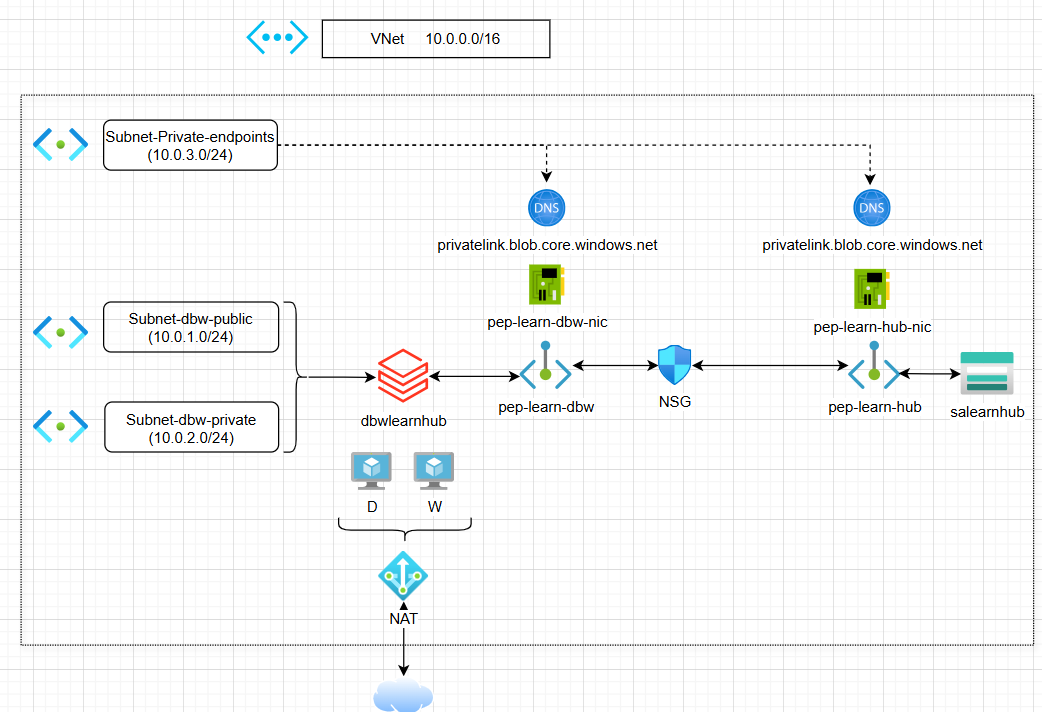 VNet 10.0.0.0/16
Subnet-Private-endpoints
(10.0.3.0/24)
DNS
DNS
privatelink.blob.core.windows.net
privatelink.blob.core.windows.net
Subnet-dbw-public
(10.0.1.0/24)
pep-learn-dbw-nic
pep-learn-hub-nic
Subnet-dbw-private
(10.0.2.0/24)
dbwlearnhub
pep-learn-dbw
NSG
pep-learn-hub
salearnhub
D
W
NAT